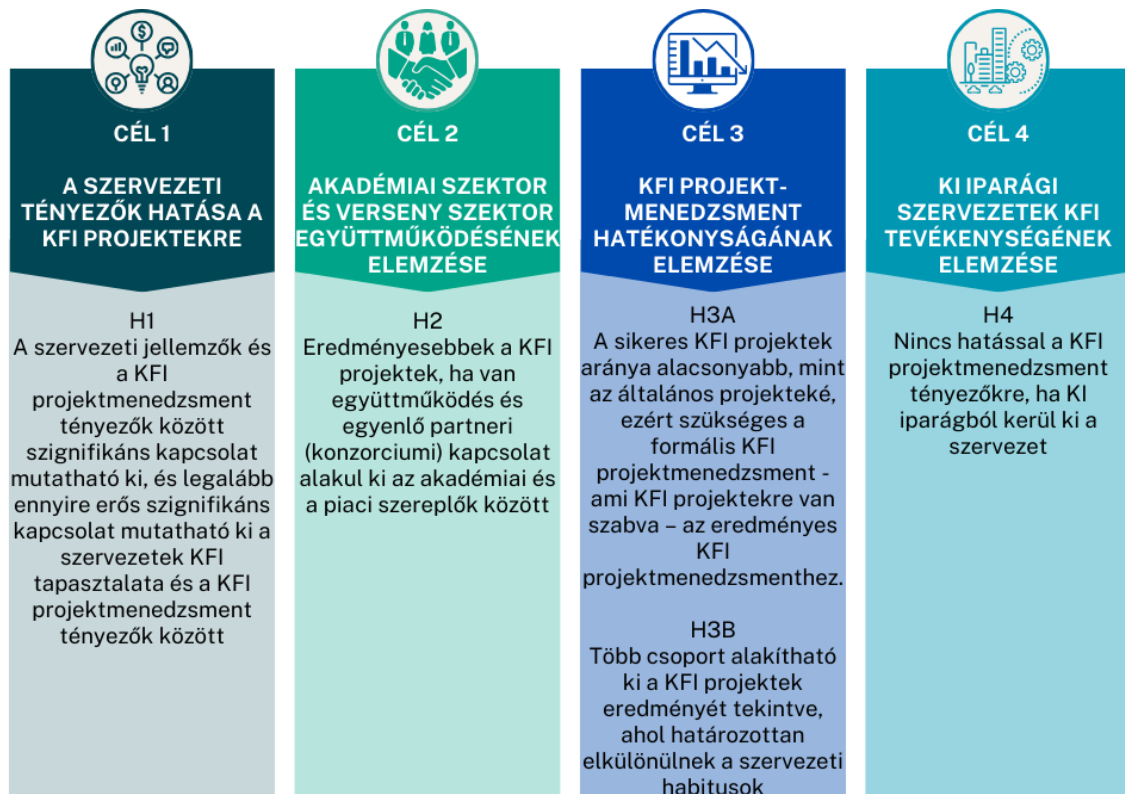 CÉL 1
A SZERVEZETI
TÉNYEZŐK HATÁSA A
KFI PROJEKTEKRE
H1
A szervezeti jellemzők és
a KFI
projektmenedzsment
tényezők között
szignifikáns kapcsolat
mutatható ki, és legalább
ennyire erős szignifikáns
kapcsolat mutatható ki a
szervezetek KFI
tapasztalata és a KFI
projektmenedzsment
tényezők között
CÉL 2
AKADÉMIAI SZEKTOR
ÉS VERSENY SZEKTOR
EGYÜTTMŰKÖDÉSÉNEK
ELEMZÉSE
H2
Eredményesebbek a KFI
projektek, ha van
együttműködés és
egyenlő partneri
(konzorciumi) kapcsolat
alakul ki az akadémiai és
a piaci szereplők között
CÉL 3
KFI PROJEKT-
MENEDZSMENT
HATÉKONYSÁGÁNAK
ELEMZÉSE
H3A
A sikeres KFI projektek
aránya alacsonyabb, mint
az általános projekteké,
ezért szükséges a
formális KFI
projektmenedzsment -
ami KFI projektekre van
szabva – az eredményes
KFI
projektmenedzsmenthez.
H3B
Több csoport alakítható
ki a KFI projektek
eredményét tekintve,
ahol határozottan
elkülönülnek a szervezeti
habitusok
CÉL 4
KI IPARÁGI
SZERVEZETEK KFI
TEVÉKENYSÉGÉNEK
ELEMZÉSE
H4
Nincs hatással a KFI
projektmenedzsment
tényezőkre, ha KI
iparágból kerül ki a
szervezet